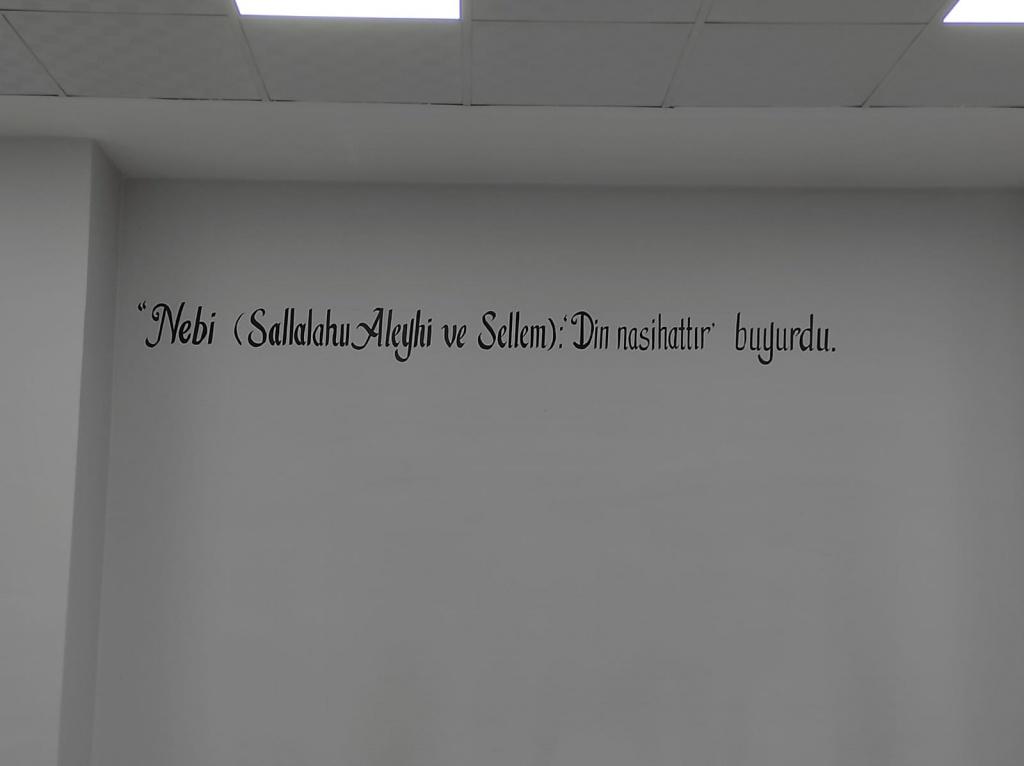 “Nebi (Sallalahu Aleyhi ve Sellem):‘Din nasihattır’ buyurdu.